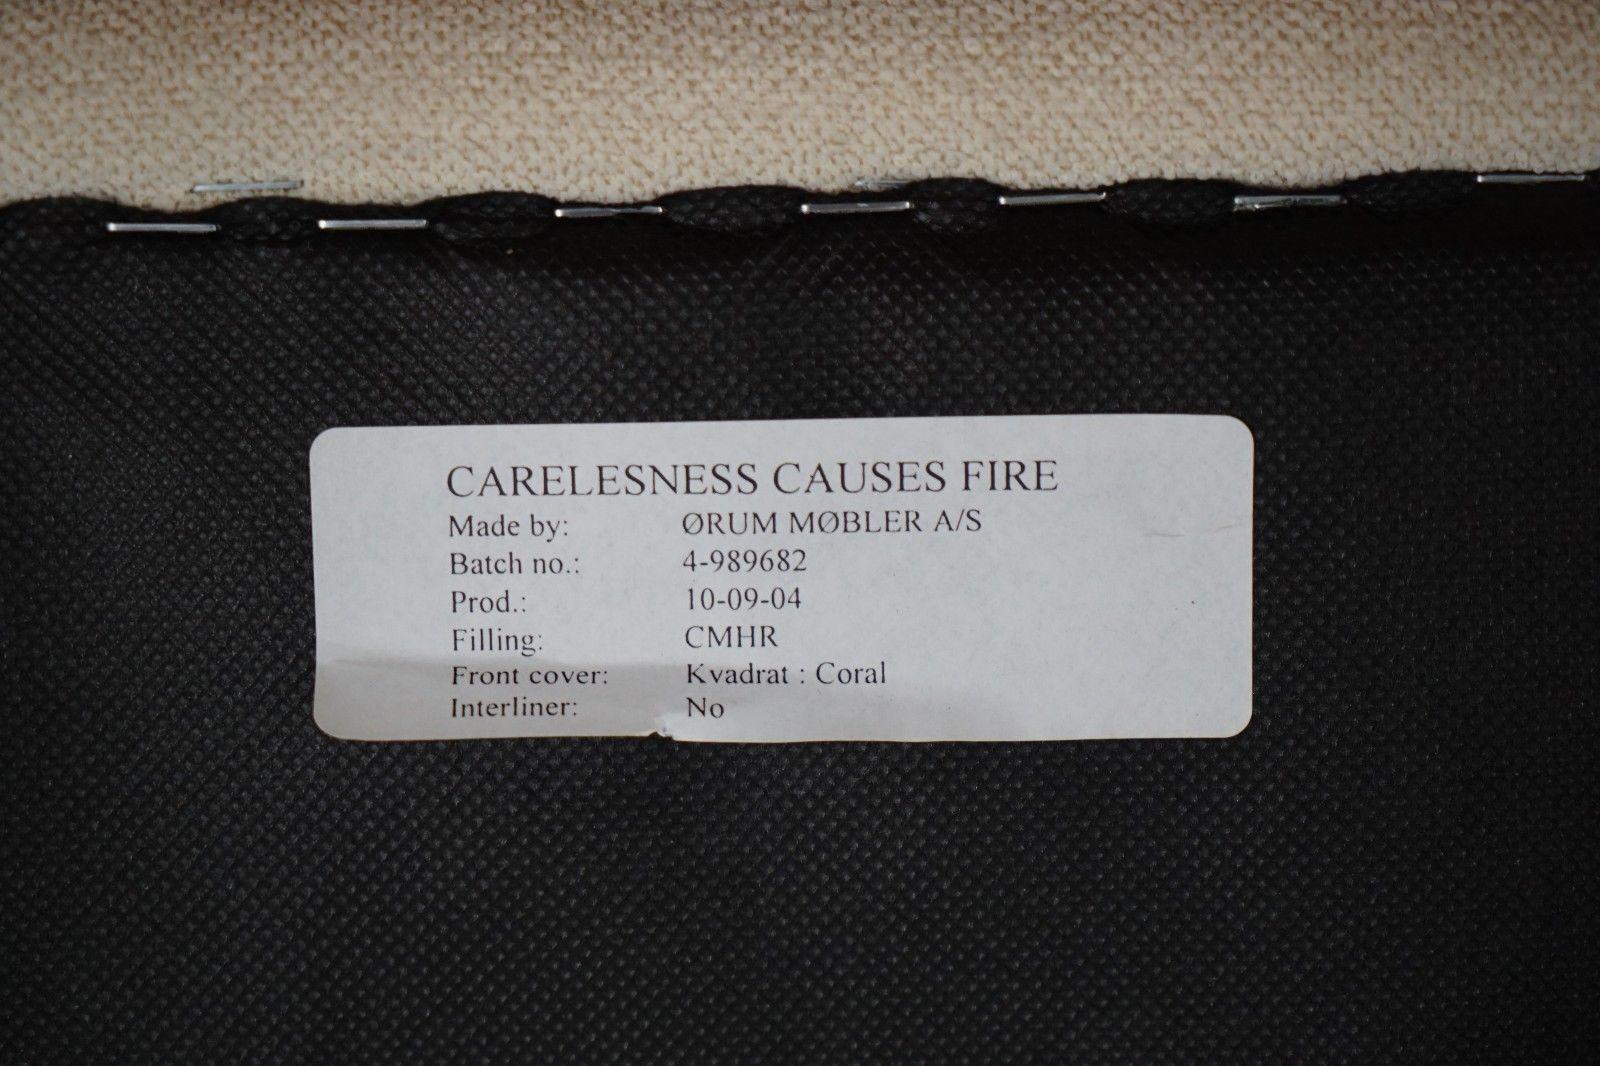 CARELESNESS CAUSES FIRE
Made by: ØRUM MØBLER A/S
Batch no.: 4-989682
Prod.: 10-09-04
Filling: CMHR
Front cover: Kvadrat : Coral
Interliner: No